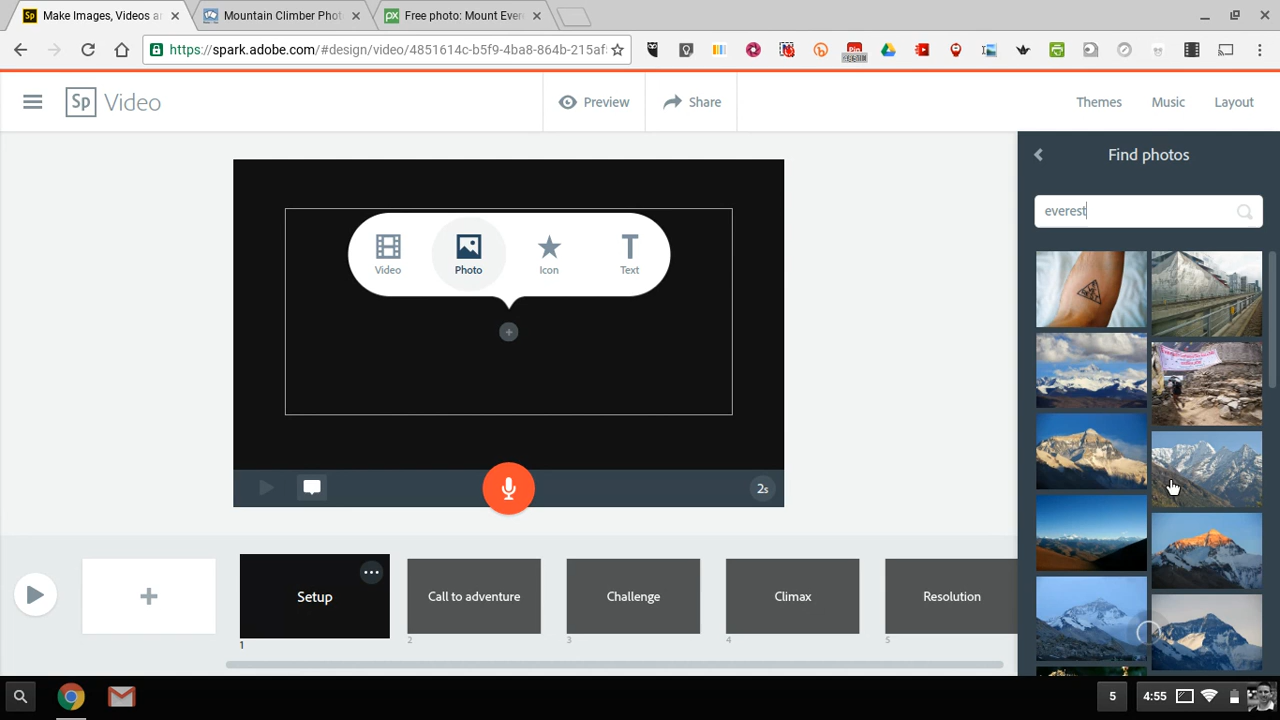 Make Images, Videos a
Mountain Climber Phot
Free photo: Mount Ever
https://spark.adobe.com/#design/video/4851614c-b5f9-4ba8-864b-215af
Sp Video
Preview
Share
Themes
Music
Layout
Find photos
everest
Video
Photo
Icon
Text
2s
Setup
Call to adventure
Challenge
Climax
Resolution
1
2
3
4
5
5
4:55